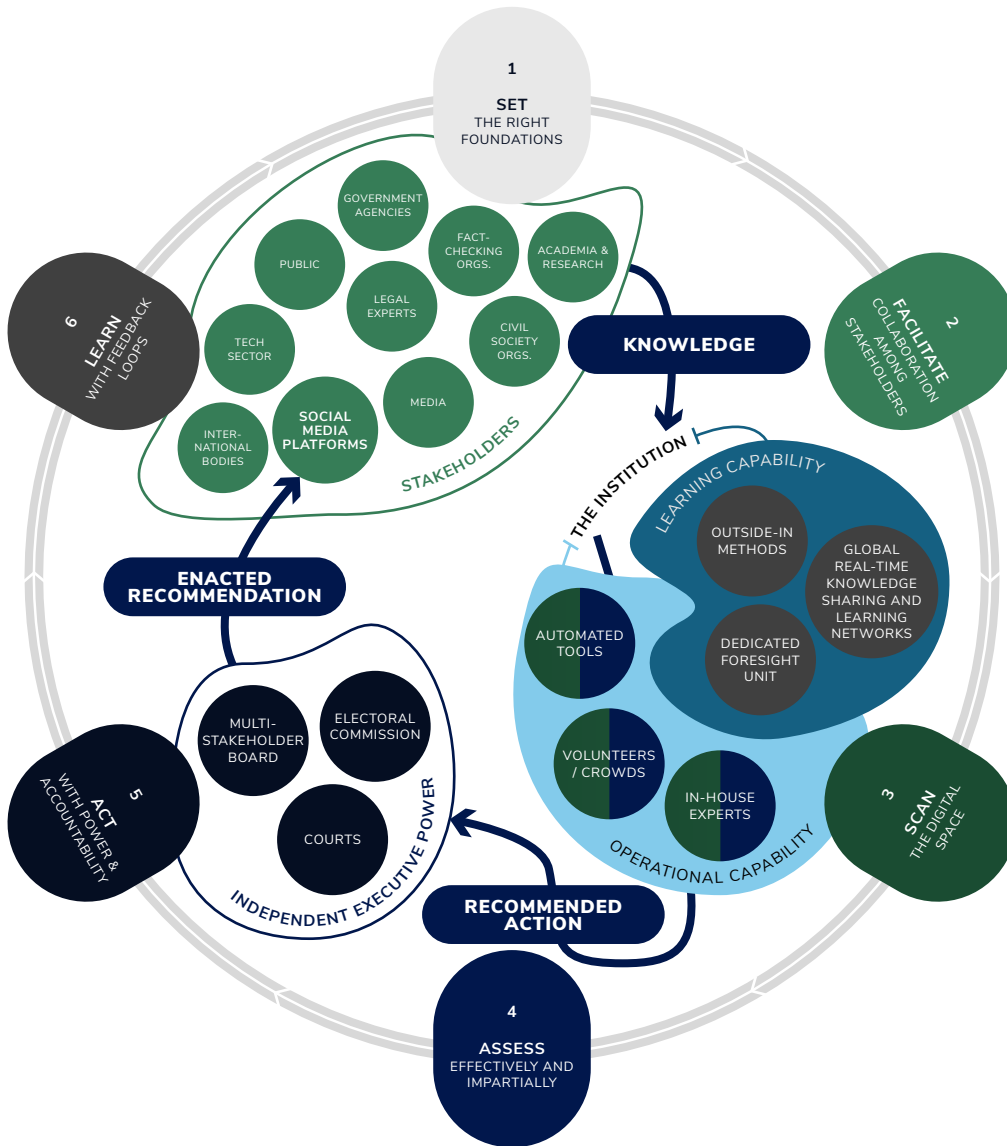 1
SET
THE RIGHT
FOUNDATIONS
GOVERNMENT
AGENCIES
FACT-
CHECKING
ORGS.
ACADEMIA &
RESEARCH
PUBLIC
LEGAL
EXPERTS
CIVIL
SOCIETY
ORGS.
TECH
SECTOR
MEDIA
SOCIAL
MEDIA
PLATFORMS
INTER-
NATIONAL
BODIES
STAKEHOLDERS
KNOWLEDGE
2
FACILITATE
COLLABORATION
AMONG
STAKEHOLDERS
6
LEARN
WITH FEEDBACK
LOOPS
THE INSTITUTION
LEARNING CAPABILITY
OUTSIDE-IN
METHODS
GLOBAL
REAL-TIME
KNOWLEDGE
SHARING AND
LEARNING
NETWORKS
DEDICATED
FORESIGHT
UNIT
AUTOMATED
TOOLS
VOLUNTEERS
/ CROWDS
IN-HOUSE
EXPERTS
OPERATIONAL CAPABILITY
3
SCAN
THE DIGITAL
SPACE
ENACTED
RECOMMENDATION
MULTI-
STAKEHOLDER
BOARD
ELECTORAL
COMMISSION
COURTS
INDEPENDENT EXECUTIVE POWER
5
ACT
WITH POWER &
ACCOUNTABILITY
RECOMMENDED
ACTION
4
ASSESS
EFFECTIVELY AND
IMPARTIALLY